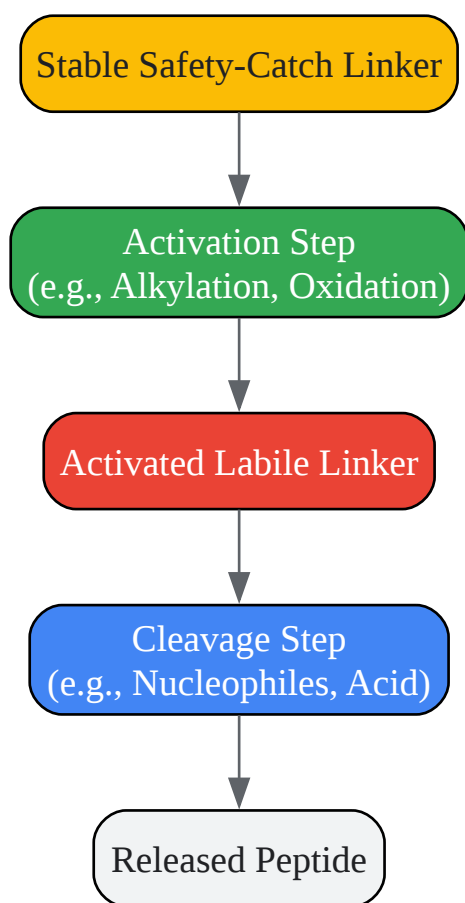 Stable Safety-Catch Linker
Activation Step
(e.g., Alkylation, Oxidation)
Activated Labile Linker
Cleavage Step
(e.g., Nucleophiles, Acid)
Released Peptide